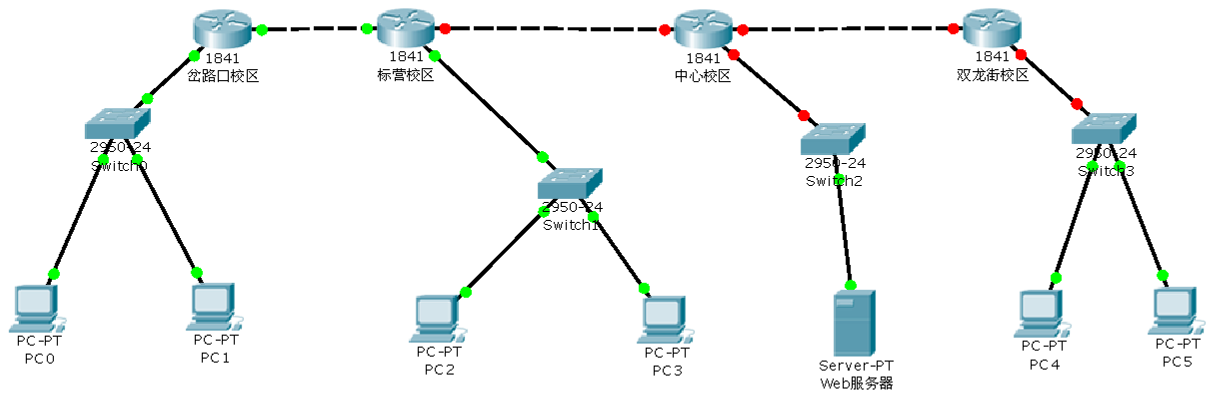 1841
岔路口校区
1841
标营校区
1841
中心校区
1841
双龙街校区
2950-24
Switch0
2950-24
Switch1
2950-24
Switch2
2950-24
Switch3
PC-PT
PC0
PC-PT
PC1
PC-PT
PC2
PC-PT
PC3
Server-PT
Web服务器
PC-PT
PC4
PC-PT
PC5